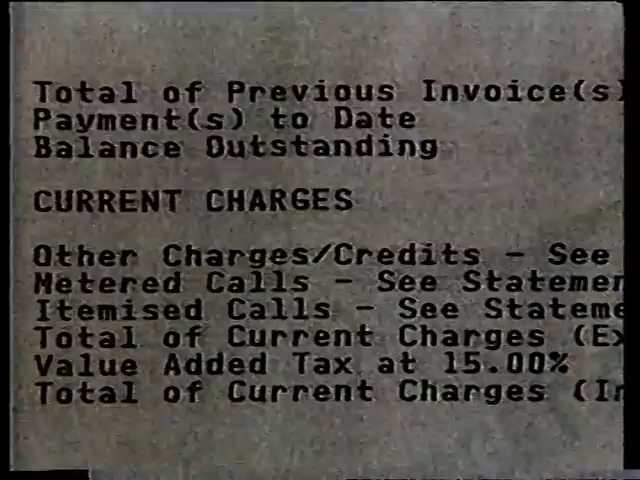 Total of Previous Invoice(s)
Payment(s) to Date
Balance Outstanding
CURRENT CHARGES
Other Charges/Credits - See
Metered Calls - See Statemen
Itemised Calls - See Stateme
Total of Current Charges (Ex
Value Added Tax at 15.00%
Total of Current Charges (In